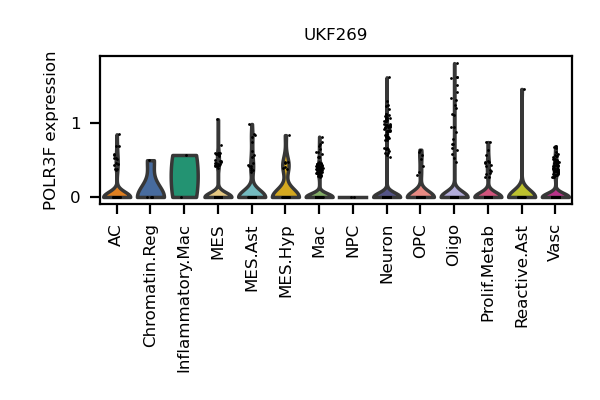 UKF269
POLR3F expression
1
0
AC
Chromatin.Reg
Inflammatory.Mac
MES
MES.Ast
MES.Hyp
Mac
NPC
Neuron
OPC
Oligo
Prolif.Metab
Reactive.Ast
Vasc